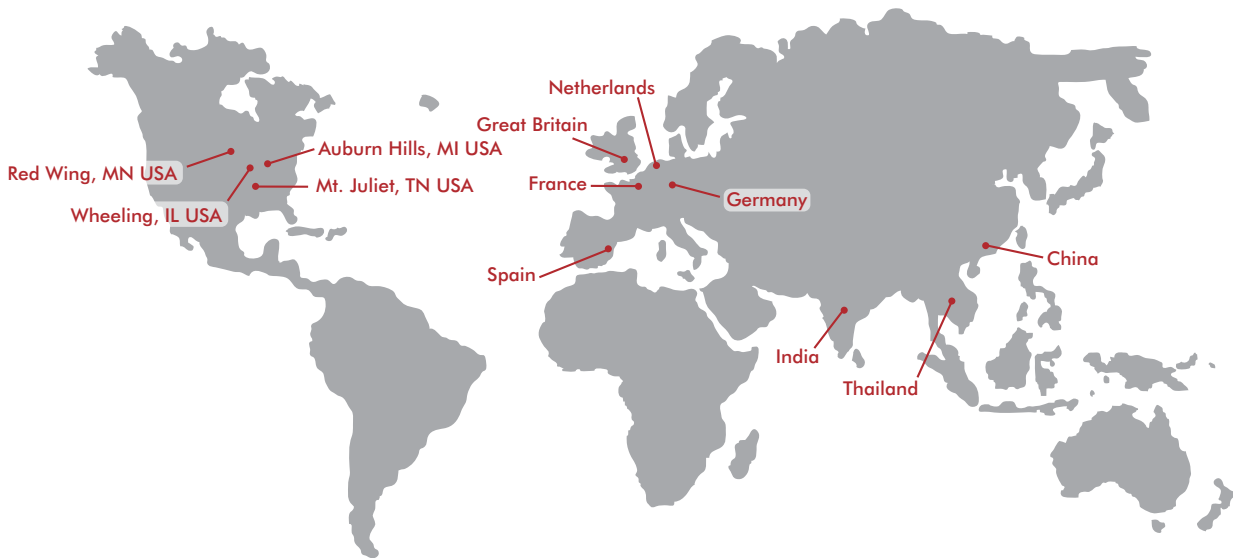 Netherlands
Great Britain
Auburn Hills, MI USA
Red Wing, MN USA
Mt. Juliet, TN USA
France
Germany
Wheeling, IL USA
China
Spain
India
Thailand